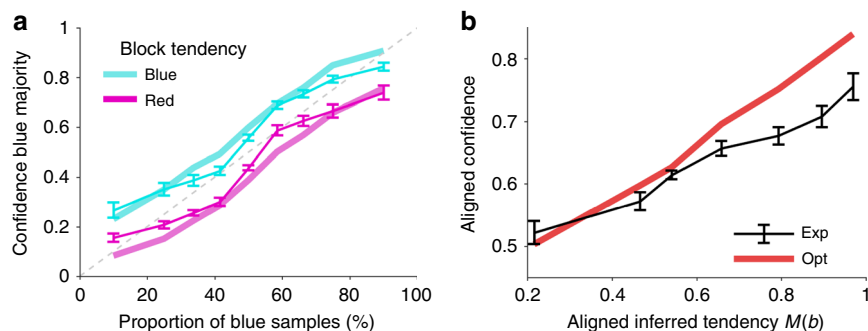 a
Confidence blue majority
1
0.8
0.6
0.4
0.2
0
Block tendency
Blue
Red
0 20 40 60 80 100
Proportion of blue samples (%)
b
Aligned confidence
0.8
0.7
0.6
0.5
Exp
Opt
0.2 0.4 0.6 0.8 1
Aligned inferred tendency M(b)